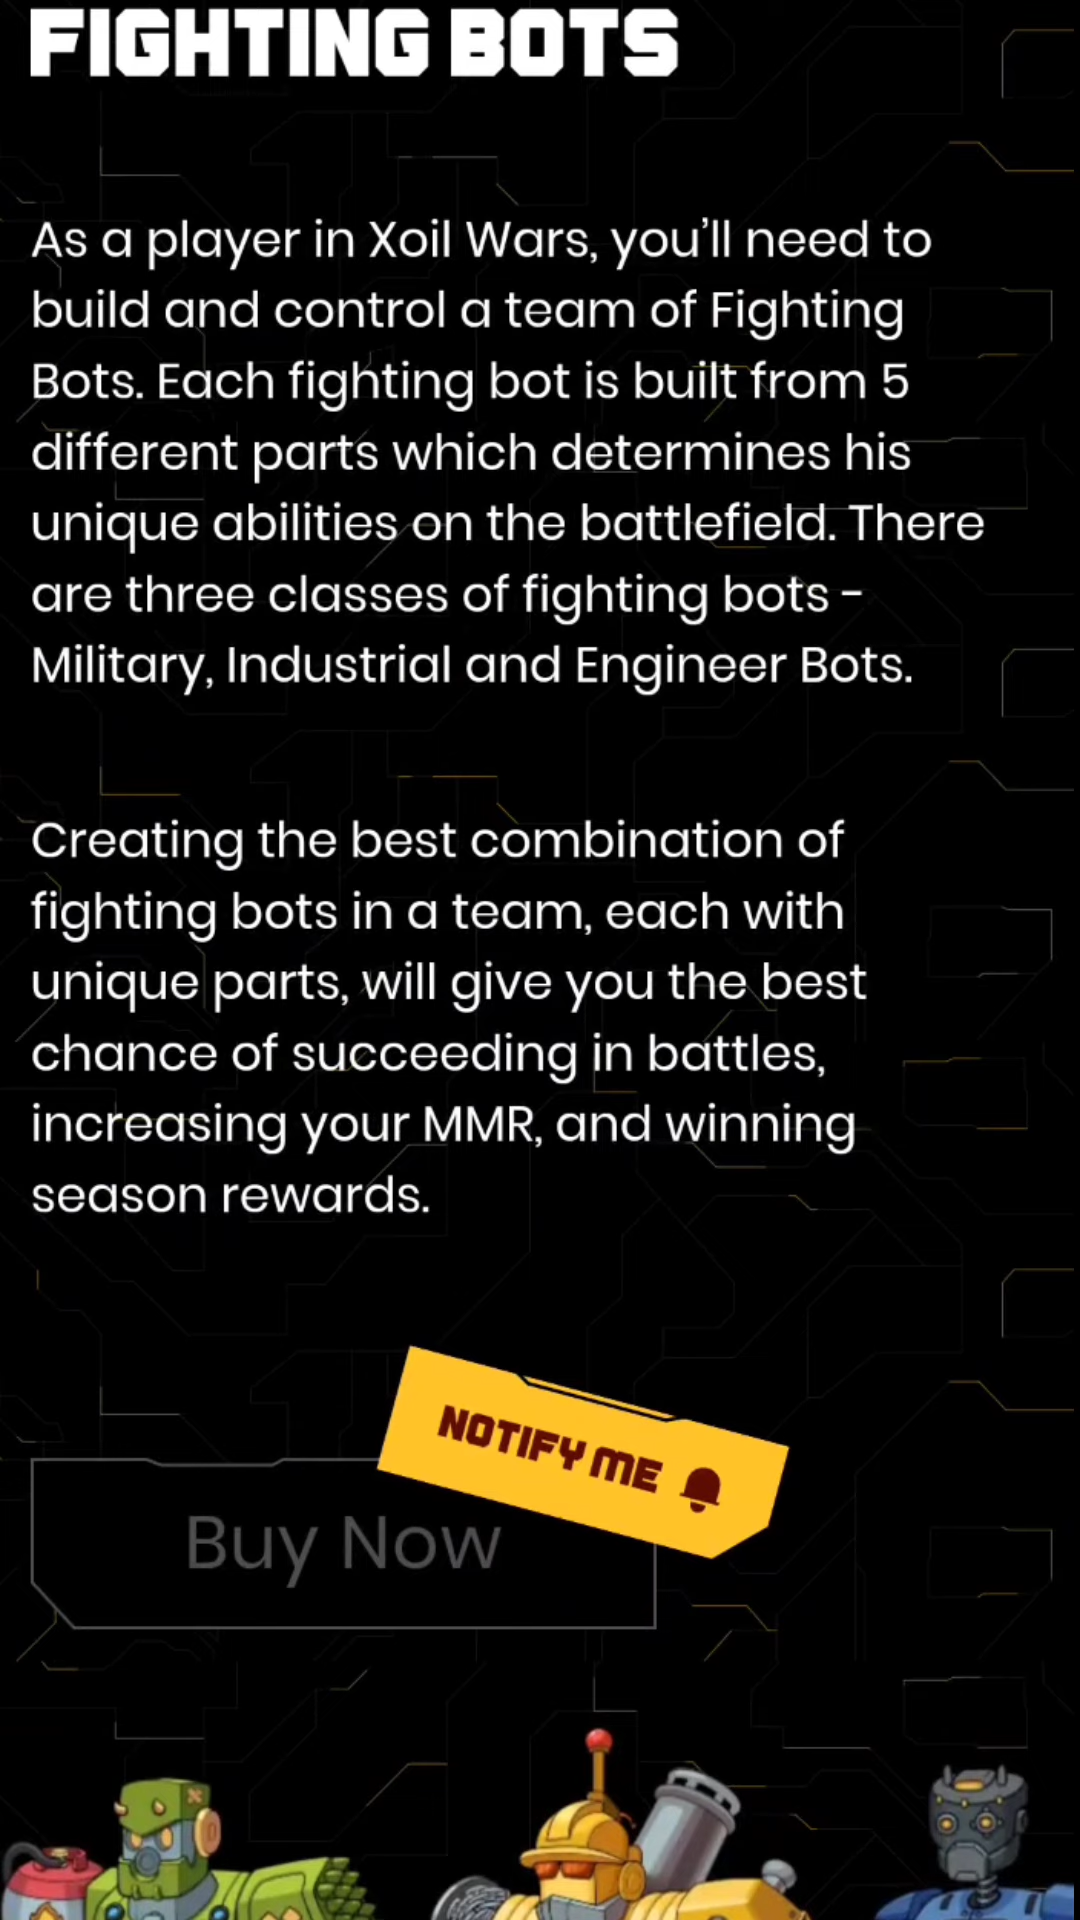 FIGHTING BOTS
As a player in Xoil Wars, you’ll need to
build and control a team of Fighting
Bots. Each fighting bot is built from 5
different parts which determines his
unique abilities on the battlefield. There
are three classes of fighting bots -
Military, Industrial and Engineer Bots.
Creating the best combination of
fighting bots in a team, each with
unique parts, will give you the best
chance of succeeding in battles,
increasing your MMR, and winning
season rewards.
NOTIFY ME
Buy Now